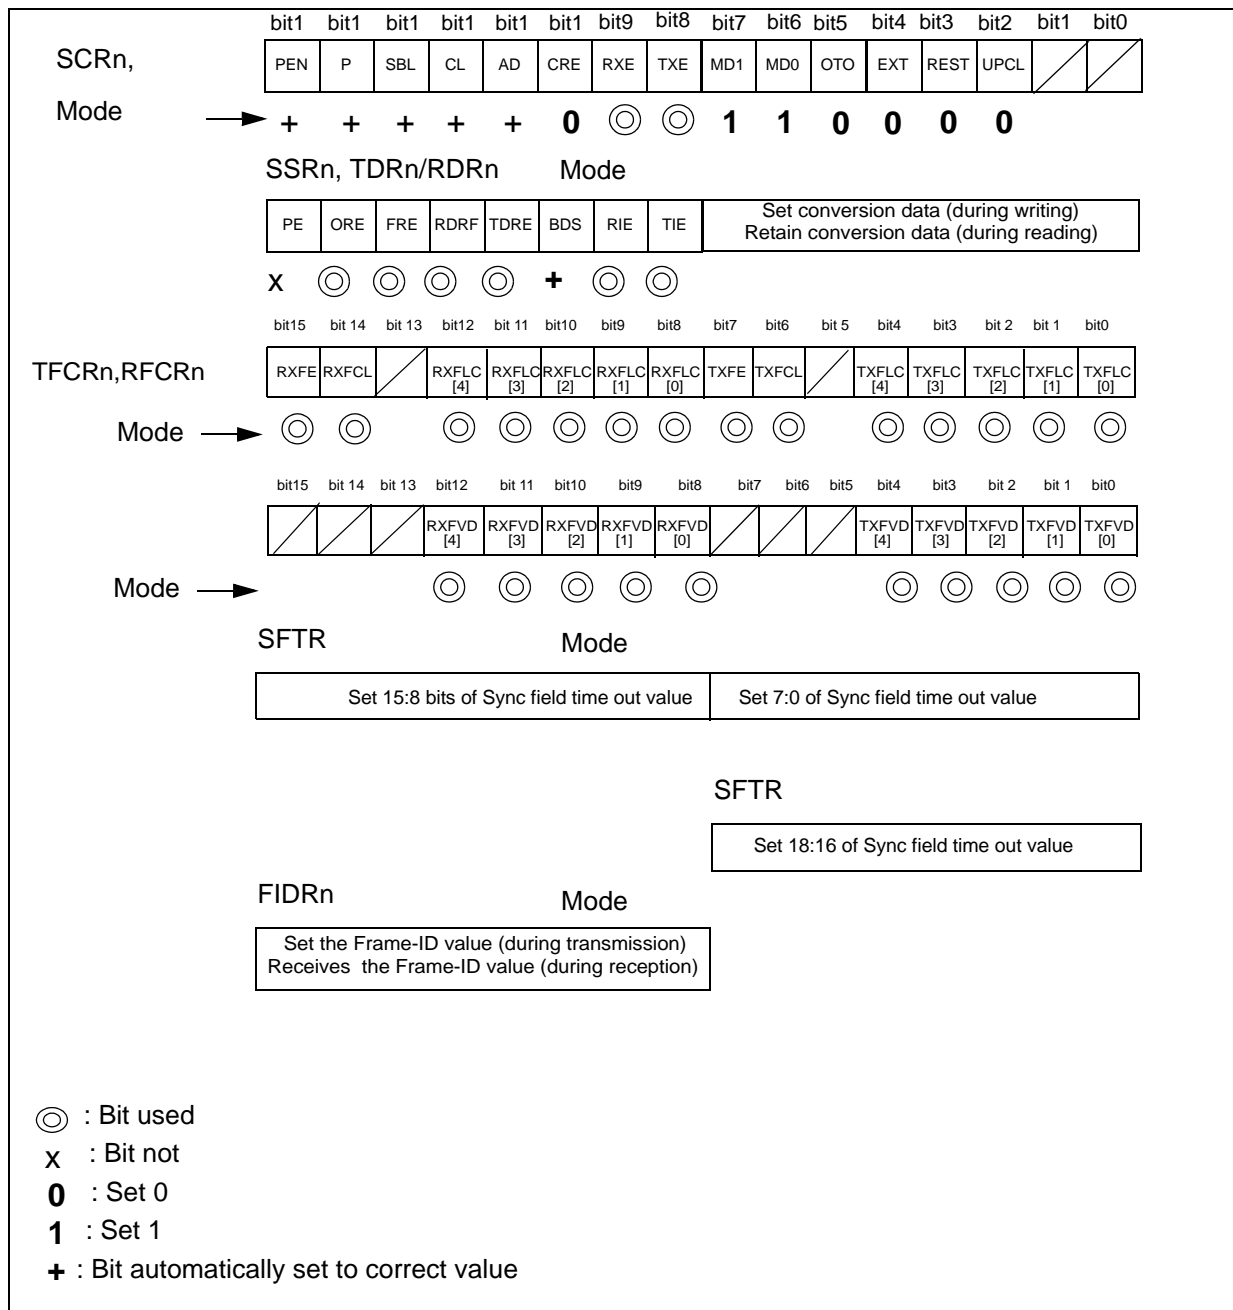 bit1 bit1 bit1 bit1 bit1 bit1 bit9 bit8 bit7 bit6 bit5 bit4 bit3 bit2 bit1 bit0
SCRn,
PEN P SBL CL AD CRE RXE TXE MD1 MD0 OTO EXT REST UPCL
Mode
+ + + + + 0 ◎ ◎ 1 1 0 0 0 0
SSRn, TDRn/RDRn Mode
PE ORE FRE RDRF TDRE BDS RIE TIE
Set conversion data (during writing)
Retain conversion data (during reading)
x ◎ ◎ ◎ ◎ + ◎ ◎
bit15 bit 14 bit 13 bit12 bit 11 bit10 bit9 bit8 bit7 bit6 bit 5 bit4 bit3 bit 2 bit 1 bit0
TFCRn,RFCRn
RXFE RXFCL RXFLC RXFLC RXFLC RXFLC RXFLC TXFE TXFCL TXFLC TXFLC TXFLC TXFLC TXFLC
[4] [3] [2] [1] [0] [4] [3] [2] [1] [0]
Mode
◎ ◎ ◎ ◎ ◎ ◎ ◎ ◎ ◎ ◎ ◎ ◎ ◎ ◎
bit15 bit 14 bit 13 bit12 bit 11 bit10 bit9 bit8 bit7 bit6 bit5 bit4 bit3 bit 2 bit 1 bit0
RXFVD RXFVD RXFVD RXFVD RXFVD TXFVD TXFVD TXFVD TXFVD TXFVD
[4] [3] [2] [1] [0] [4] [3] [2] [1] [0]
Mode
◎ ◎ ◎ ◎ ◎ ◎ ◎ ◎ ◎ ◎
SFTR Mode
Set 15:8 bits of Sync field time out value
Set 7:0 of Sync field time out value
SFTR
Set 18:16 of Sync field time out value
FIDRn Mode
Set the Frame-ID value (during transmission)
Receives the Frame-ID value (during reception)
◎ : Bit used
x : Bit not
0 : Set 0
1 : Set 1
+ : Bit automatically set to correct value